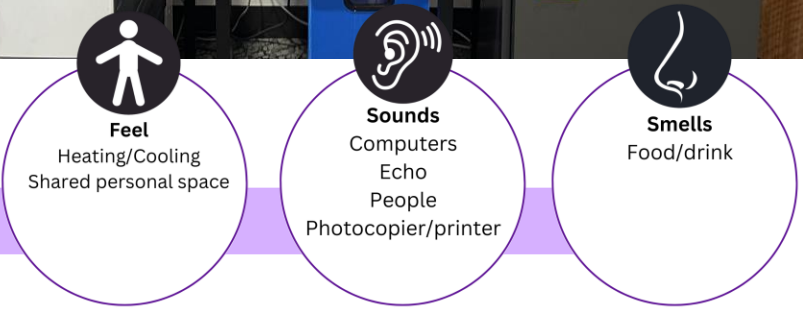 Feel
Heating/Cooling
Shared personal space
Sounds
Computers
Echo
People
Photocopier/printer
Smells
Food/drink